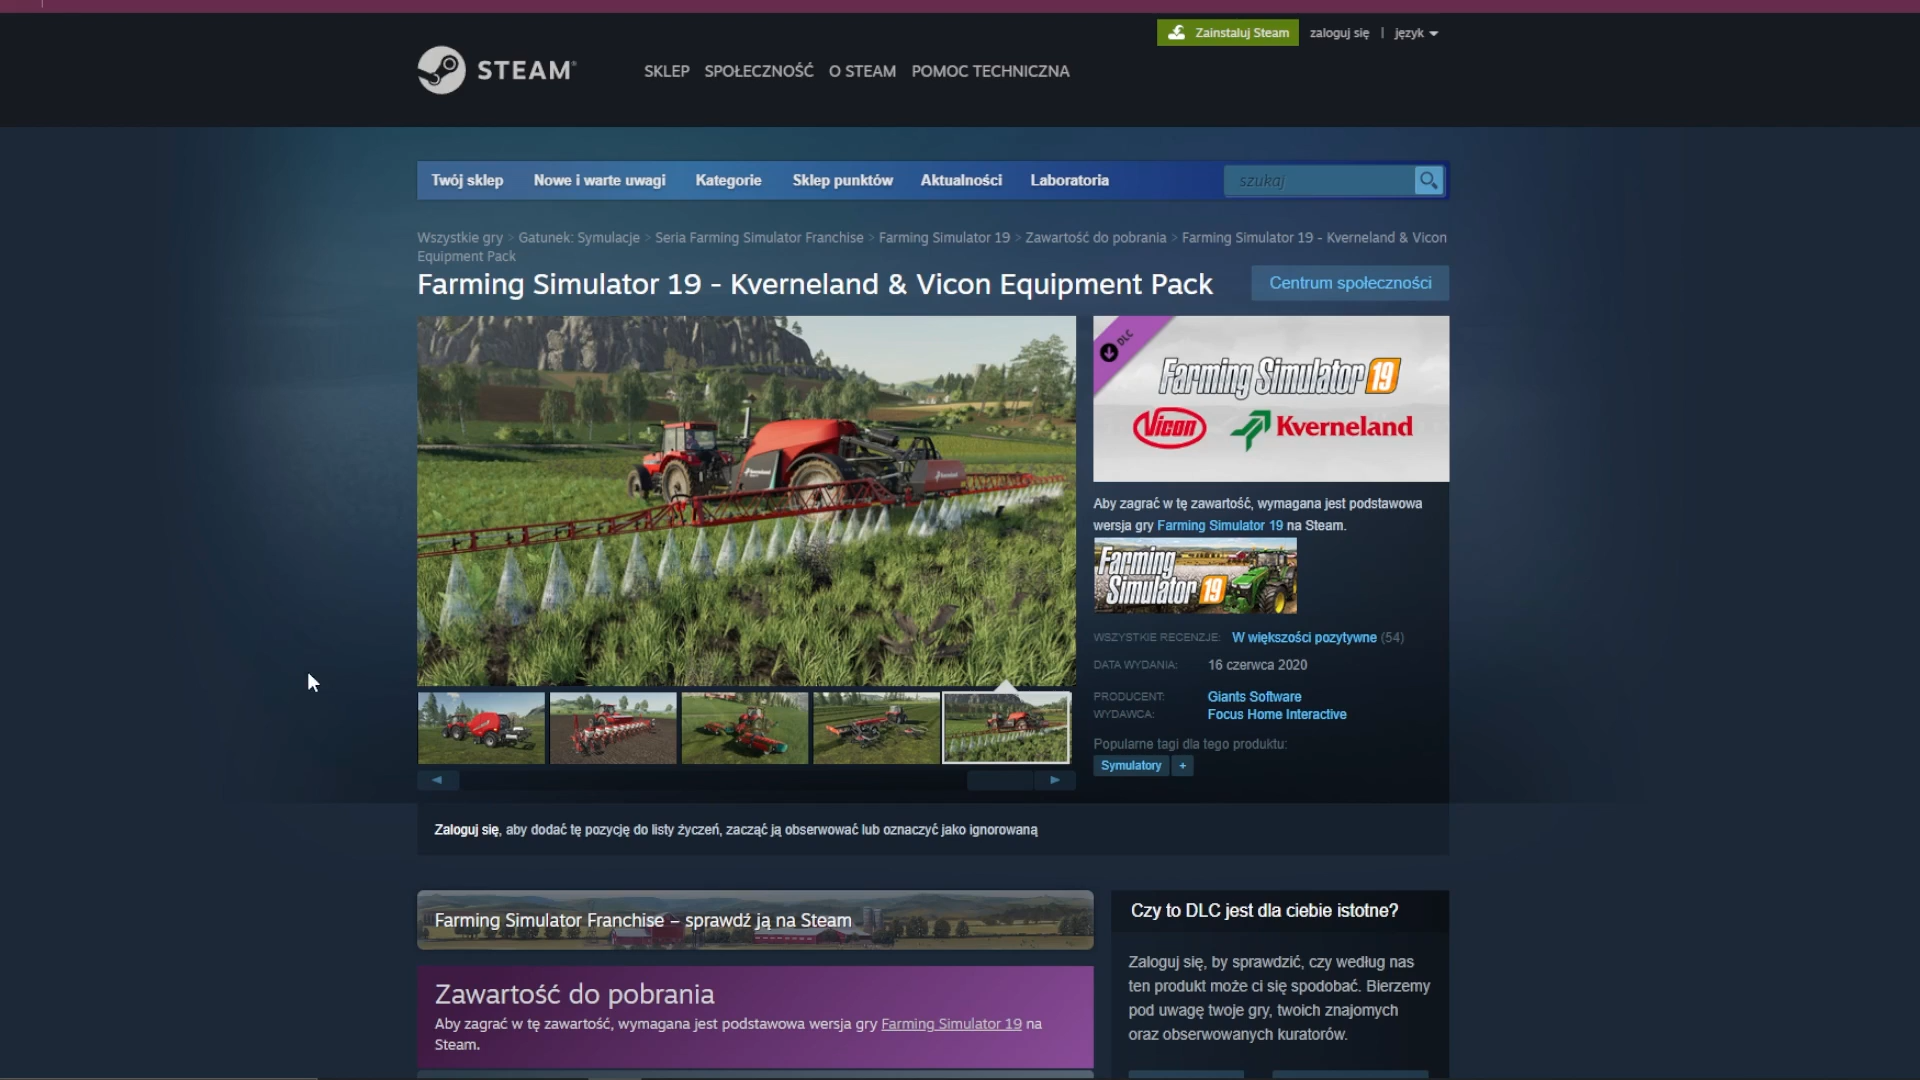 Zainstaluj Steam
zaloguj się | język
STEAM®
SKLEP SPOŁECZNOŚĆ O STEAM POMOC TECHNICZNA
Twój sklep Nowe i warte uwagi Kategorie Sklep punktów Aktualności Laboratoria szukaj
Wszystkie gry > Gatunek: Symulacje > Seria Farming Simulator Franchise > Farming Simulator 19 > Zawartość do pobrania > Farming Simulator 19 - Kverneland & Vicon
Equipment Pack
Farming Simulator 19 - Kverneland & Vicon Equipment Pack
Centrum społeczności
DLC
Farming Simulator 19
Vicon Kverneland
Aby zagrać w tę zawartość, wymagana jest podstawowa
wersja gry Farming Simulator 19 na Steam.
Farming
Simulator 19
WSZYSTKIE RECENZJE: W większości pozytywne (54)
DATA WYDANIA: 16 czerwca 2020
PRODUCENT: Giants Software
WYDAWCA: Focus Home Interactive
Popularne tagi dla tego produktu:
Symulatory +
Zaloguj się, aby dodać tę pozycję do listy życzeń, zacząć ją obserwować lub oznaczyć jako ignorowaną
Farming Simulator Franchise – sprawdź ją na Steam
Zawartość do pobrania
Aby zagrać w tę zawartość, wymagana jest podstawowa wersja gry Farming Simulator 19 na
Steam.
Czy to DLC jest dla ciebie istotne?
Zaloguj się, by sprawdzić, czy według nas
ten produkt może ci się spodobać. Bierzemy
pod uwagę twoje gry, twoich znajomych
oraz obserwowanych kuratorów.